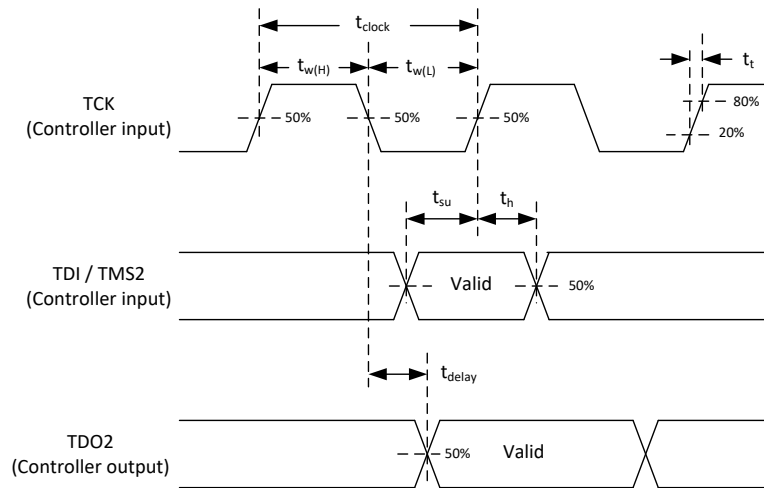 t_clock
t_w(H) t_w(L) t_t
TCK
(Controller input)
50% 50% 50% 80%
20%
t_su t_h
TDI / TMS2
(Controller input)
Valid 50%
t_delay
TDO2
(Controller output)
50% Valid